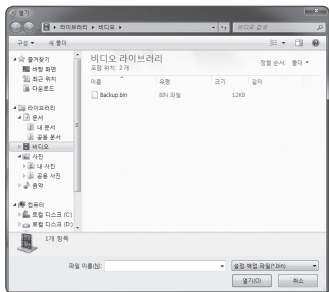 열기
라이브러리 ▸ 비디오 ▸
비디오 검색
구성 ▼ 새 폴더
즐겨찾기
바탕 화면
최근 위치
다운로드
라이브러리
문서
내 문서
공용 문서
비디오
사진
내 사진
공용 사진
음악
컴퓨터
로컬 디스크 (C:)
로컬 디스크 (D:)
비디오 라이브러리
포함 위치: 2개
정렬 순서: 폴더 ▼
이름 유형 크기 길이
Backup.bin BIN 파일 12KB
1개 항목
파일 이름(N):
설정 백업 파일(*.bin)
열기(O) 취소